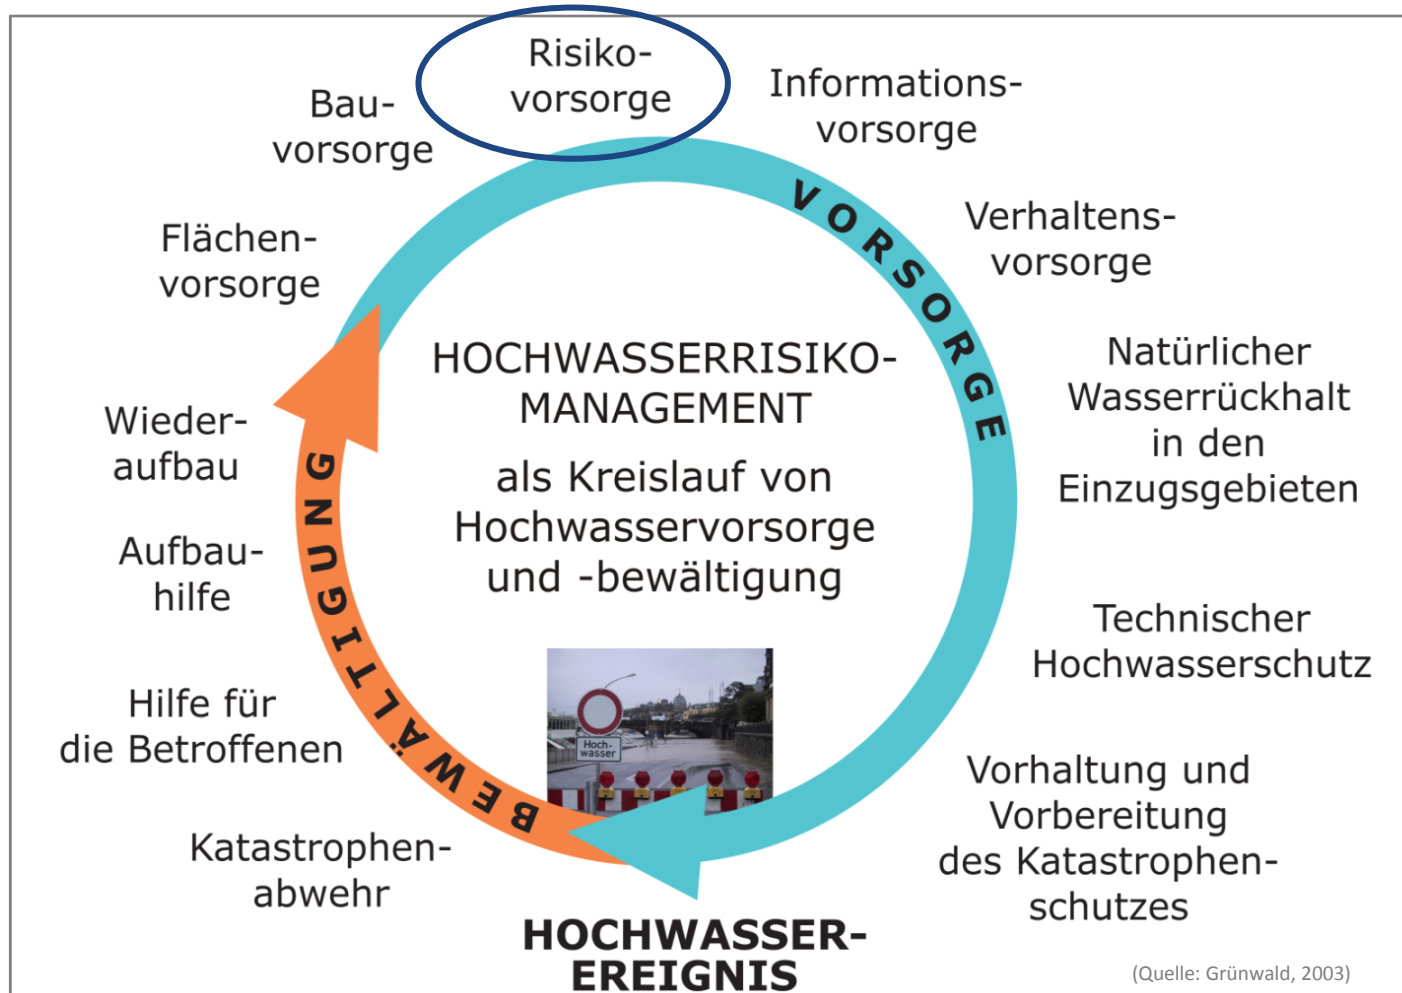 Risiko-
vorsorge
Informations-
vorsorge
Verhaltens-
vorsorge
Natürlicher
Wasserrückhalt
in den
Einzugsgebieten
Technischer
Hochwasserschutz
Vorhaltung und
Vorbereitung
des Katastrophen-
schutzes
HOCHWASSER-
EREIGNIS
Katastrophen-
abwehr
Hilfe für
die Betroffenen
Aufbau-
hilfe
Wieder-
aufbau
Flächen-
vorsorge
Bau-
vorsorge
VORSORGE
BEWÄLTIGUNG
HOCHWASSERRISIKO-
MANAGEMENT
als Kreislauf von
Hochwasservorsorge
und -bewältigung
Hoch-
wasser
(Quelle: Grünwald, 2003)